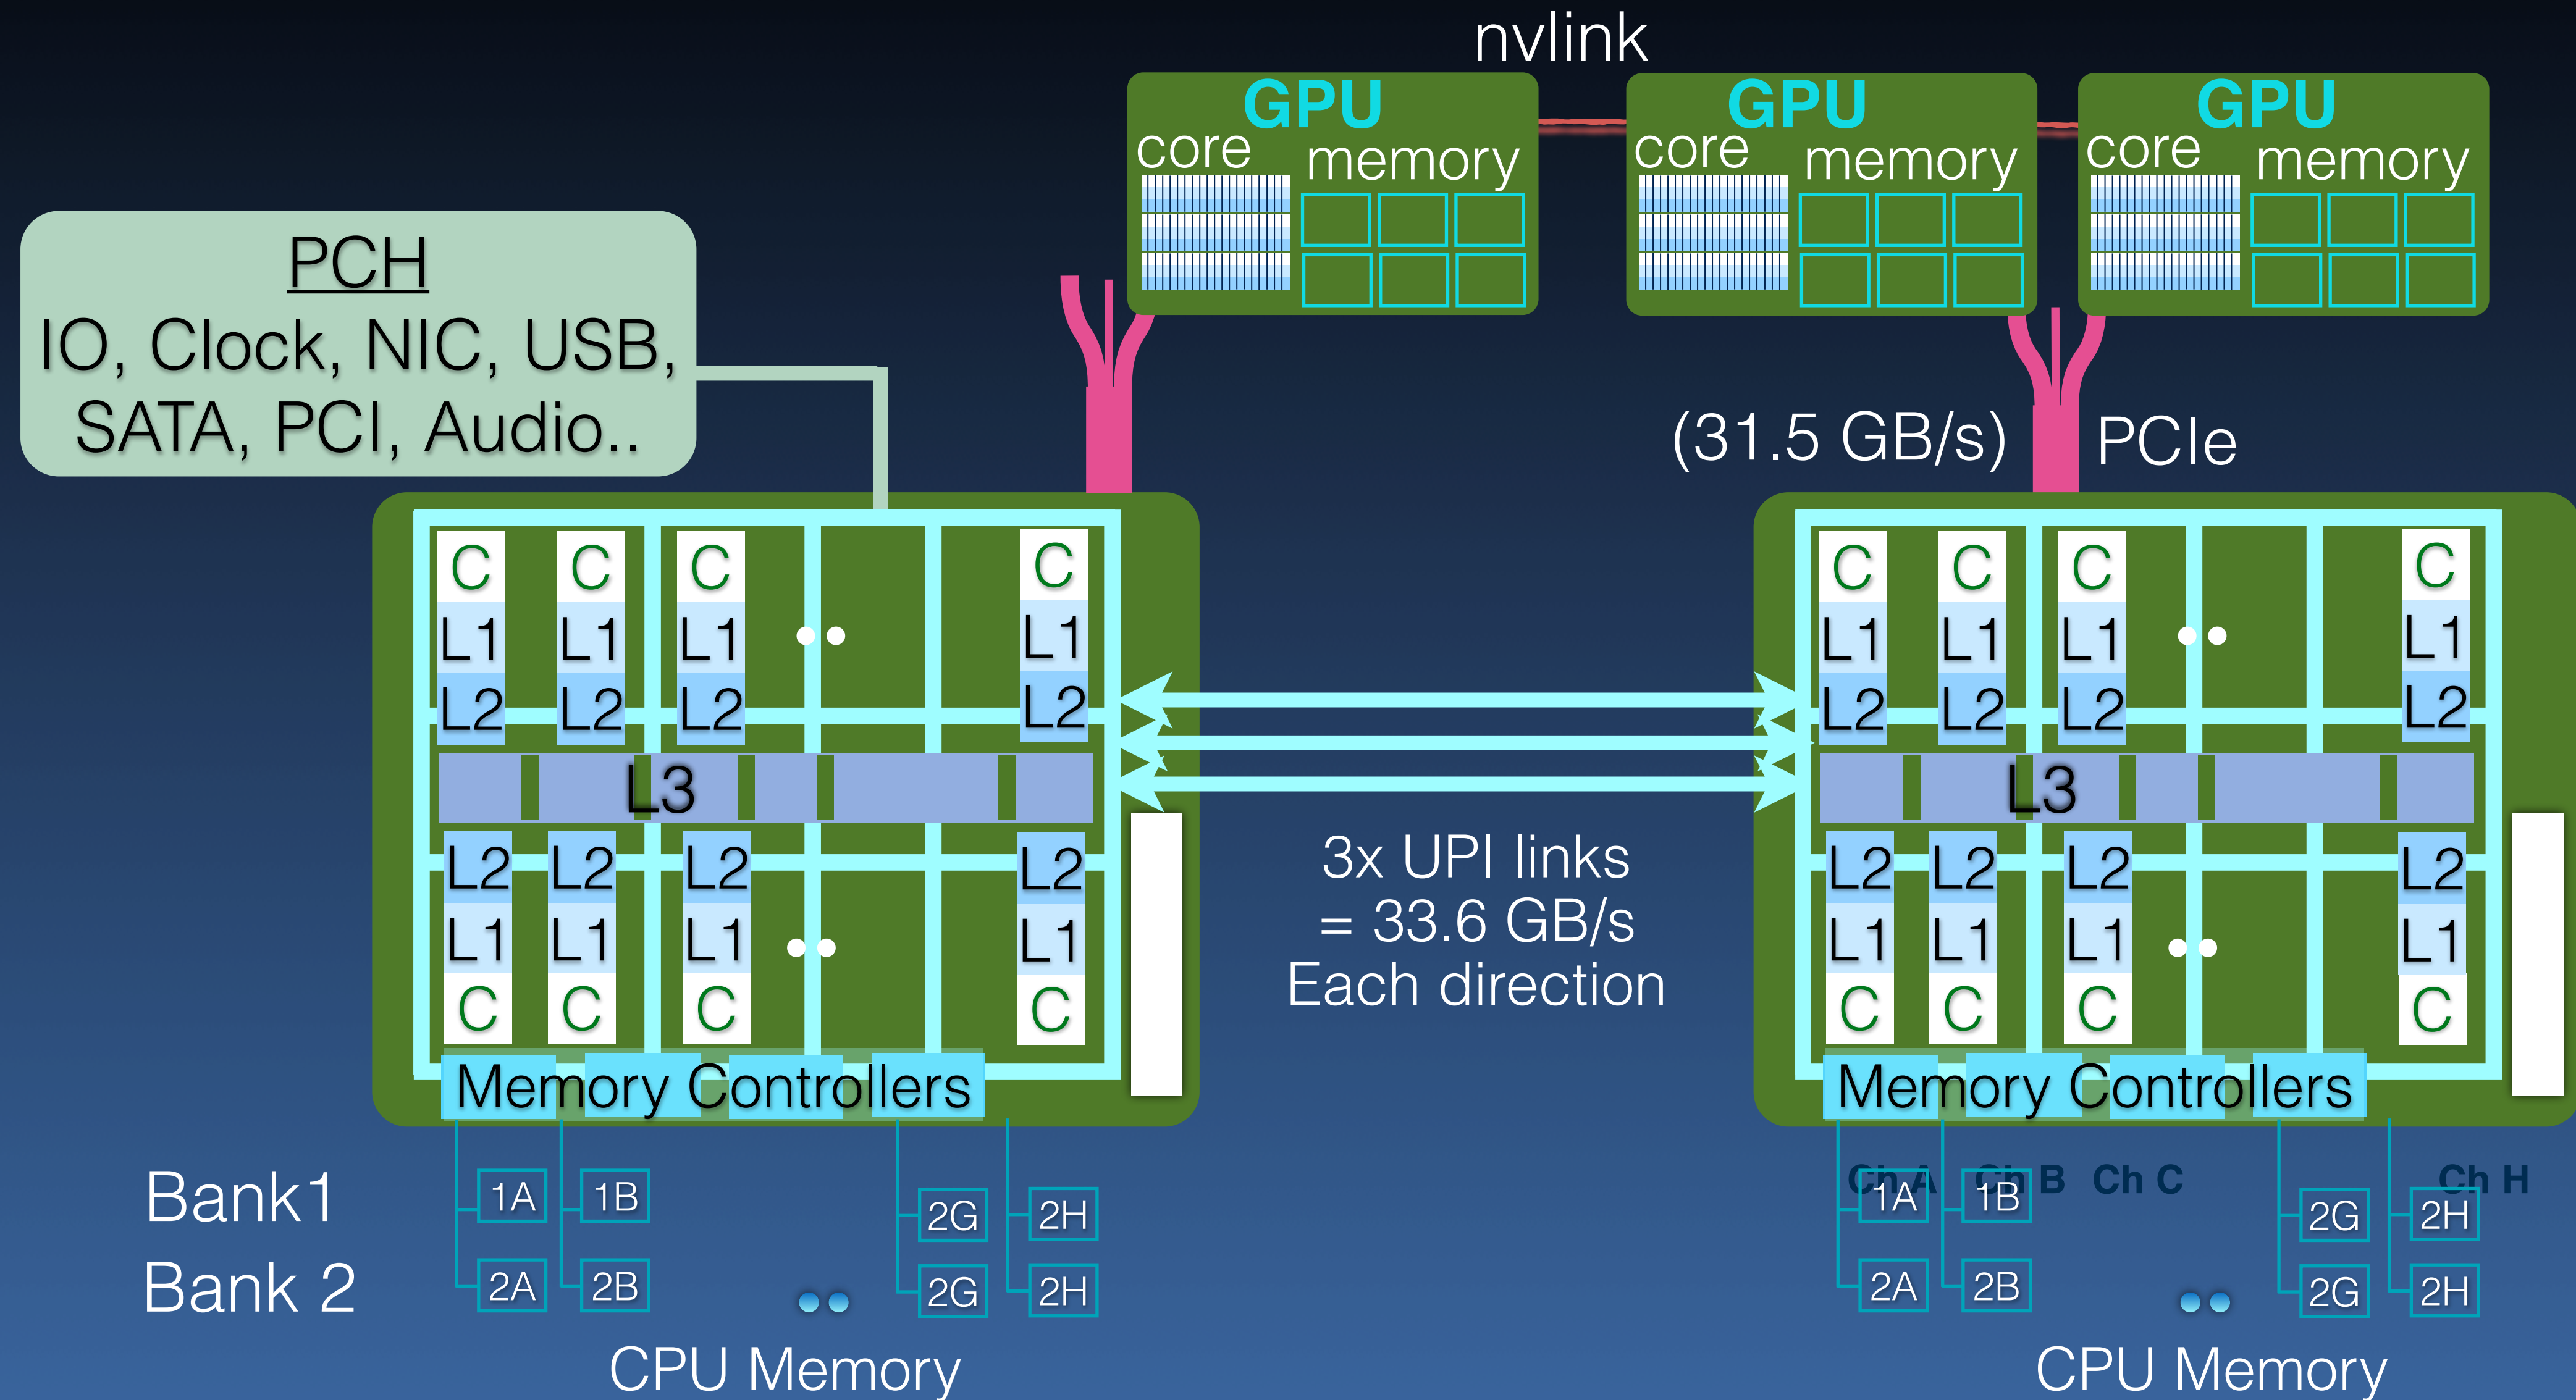 nvlink
GPU
core
memory
GPU
core
memory
GPU
core
memory
PCH
IO, Clock, NIC, USB,
SATA, PCI, Audio..
(31.5 GB/s)
PCIe
C C C C
L1 L1 L1 L1
L2 L2 L2 L2
L3
L2 L2 L2 L2
L1 L1 L1 L1
C C C C
Memory Controllers
3x UPI links
= 33.6 GB/s
Each direction
C C C C
L1 L1 L1 L1
L2 L2 L2 L2
L3
L2 L2 L2 L2
L1 L1 L1 L1
C C C C
Memory Controllers
Bank1
1A 1B 2G 2H
Bank 2
2A 2B 2G 2H
CPU Memory
Ch A Ch B Ch C Ch H
1A 1B 2G 2H
2A 2B 2G 2H
CPU Memory